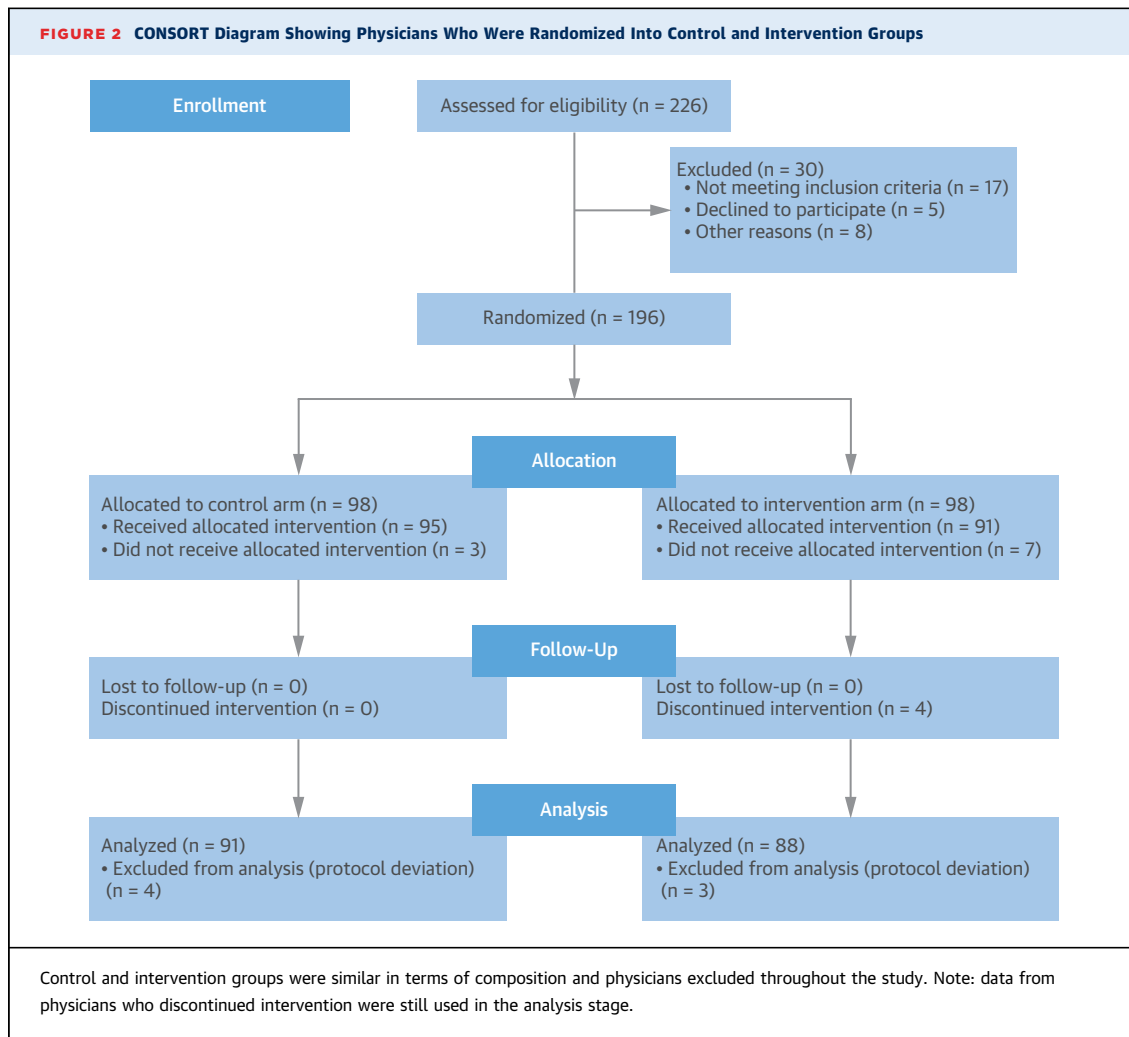 FIGURE 2 CONSORT Diagram Showing Physicians Who Were Randomized Into Control and Intervention Groups
Enrollment
Assessed for eligibility (n = 226)
Excluded (n = 30)
• Not meeting inclusion criteria (n = 17)
• Declined to participate (n = 5)
• Other reasons (n = 8)
Randomized (n = 196)
Allocation
Allocated to control arm (n = 98)
• Received allocated intervention (n = 95)
• Did not receive allocated intervention (n = 3)
Allocated to intervention arm (n = 98)
• Received allocated intervention (n = 91)
• Did not receive allocated intervention (n = 7)
Follow-Up
Lost to follow-up (n = 0)
Discontinued intervention (n = 0)
Lost to follow-up (n = 0)
Discontinued intervention (n = 4)
Analysis
Analyzed (n = 91)
• Excluded from analysis (protocol deviation)
(n = 4)
Analyzed (n = 88)
• Excluded from analysis (protocol deviation)
(n = 3)
Control and intervention groups were similar in terms of composition and physicians excluded throughout the study. Note: data from
physicians who discontinued intervention were still used in the analysis stage.